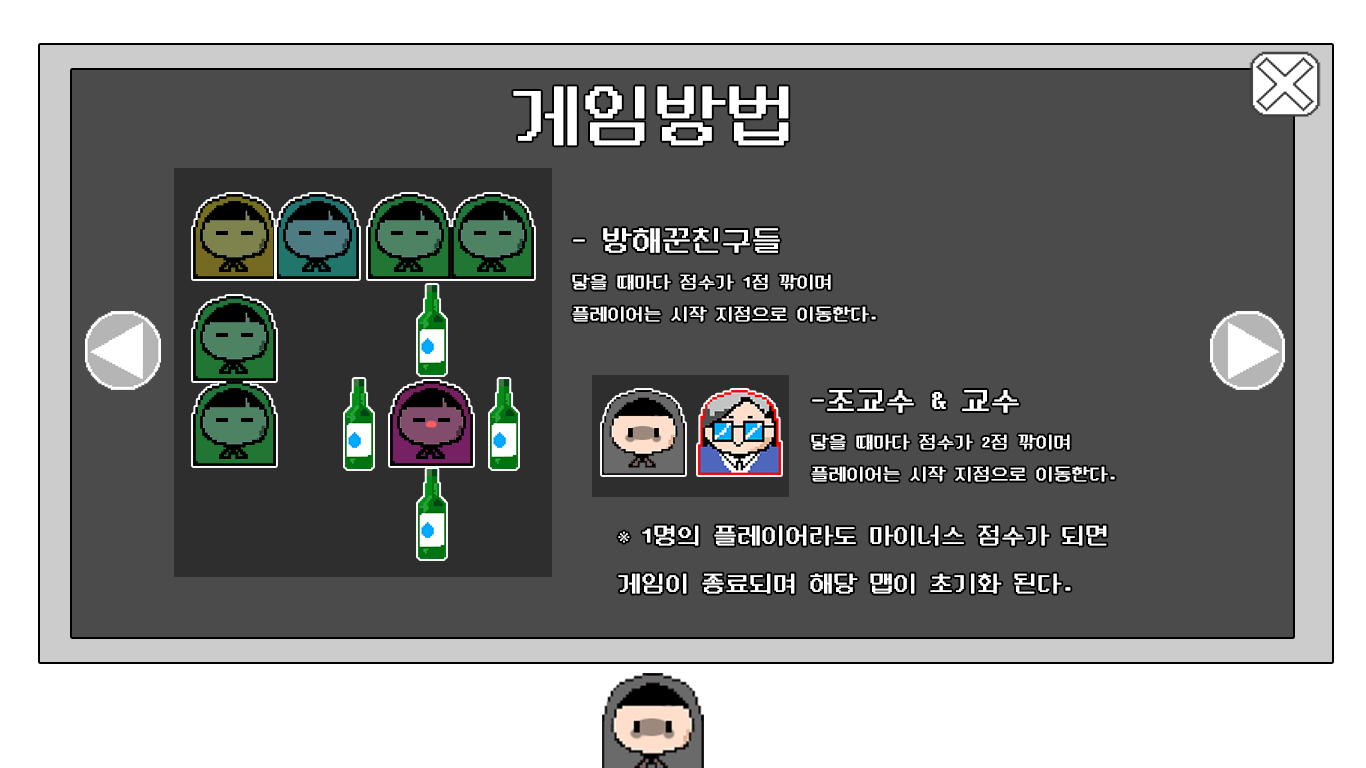 게임방법
- 방해꾼친구들
닿을 때마다 점수가 1점 깎이며
플레이어는 시작 지점으로 이동한다.
-조교수 & 교수
닿을 때마다 점수가 2점 깎이며
플레이어는 시작 지점으로 이동한다.
※ 1명의 플레이어라도 마이너스 점수가 되면
게임이 종료되며 해당 맵이 초기화 된다.